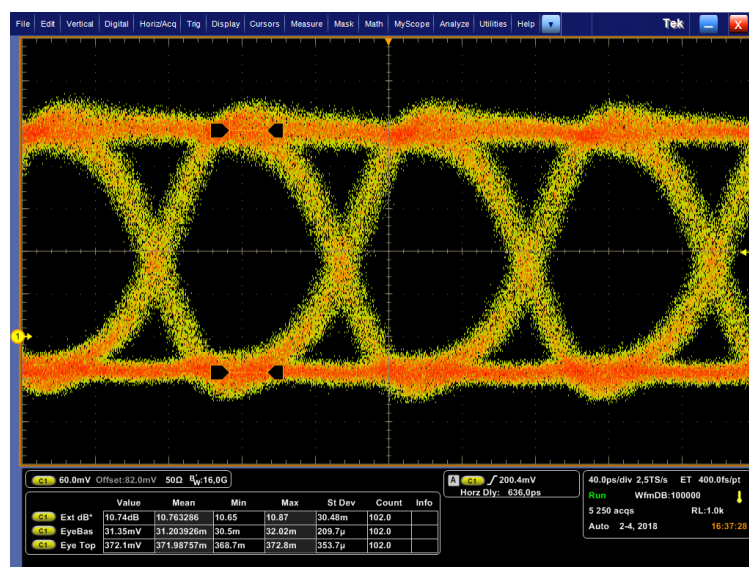 File Edit Vertical Digital Horiz/Acq Trig Display Cursors Measure Mask Math MyScope Analyze Utilities Help Tek X
1
C1 60.0mV Offset:82.0mV 50Ω BW:16,0G
A C1 200.4mV
Horz Dly: 636,0ps
40.0ps/div 2,5TS/s ET 400.0fs/pt
Run WfmDB:100000
5 250 acqs RL:1.0k
Auto 2-4, 2018 16:37:28
Value Mean Min Max St Dev Count Info
C1 Ext dB* 10.74dB 10.763286 10.65 10.87 30.48m 102.0
C1 EyeBas 31.35mV 31.203926m 30.5m 32.02m 209.7µ 102.0
C1 Eye Top 372.1mV 371.98757m 368.7m 372.8m 353.7µ 102.0